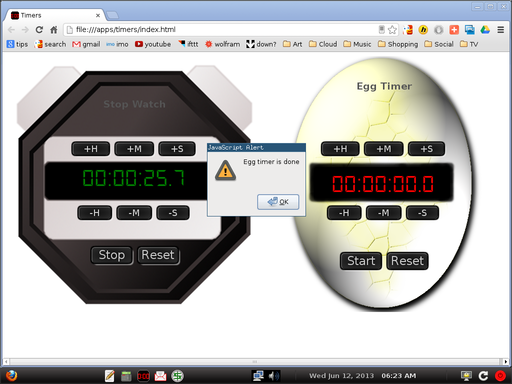 Timers
file:///apps/timers/index.html
tips search gmail imo youtube ifttt wolfram down? Art Cloud Music Shopping Social TV
Stop Watch
+H +M +S
00:00:25.7
-H -M -S
Stop Reset
JavaScript Alert
Egg timer is done
OK
Egg Timer
+H +M +S
00:00:00.0
-H -M -S
Start Reset
Wed Jun 12, 2013 06:23 AM